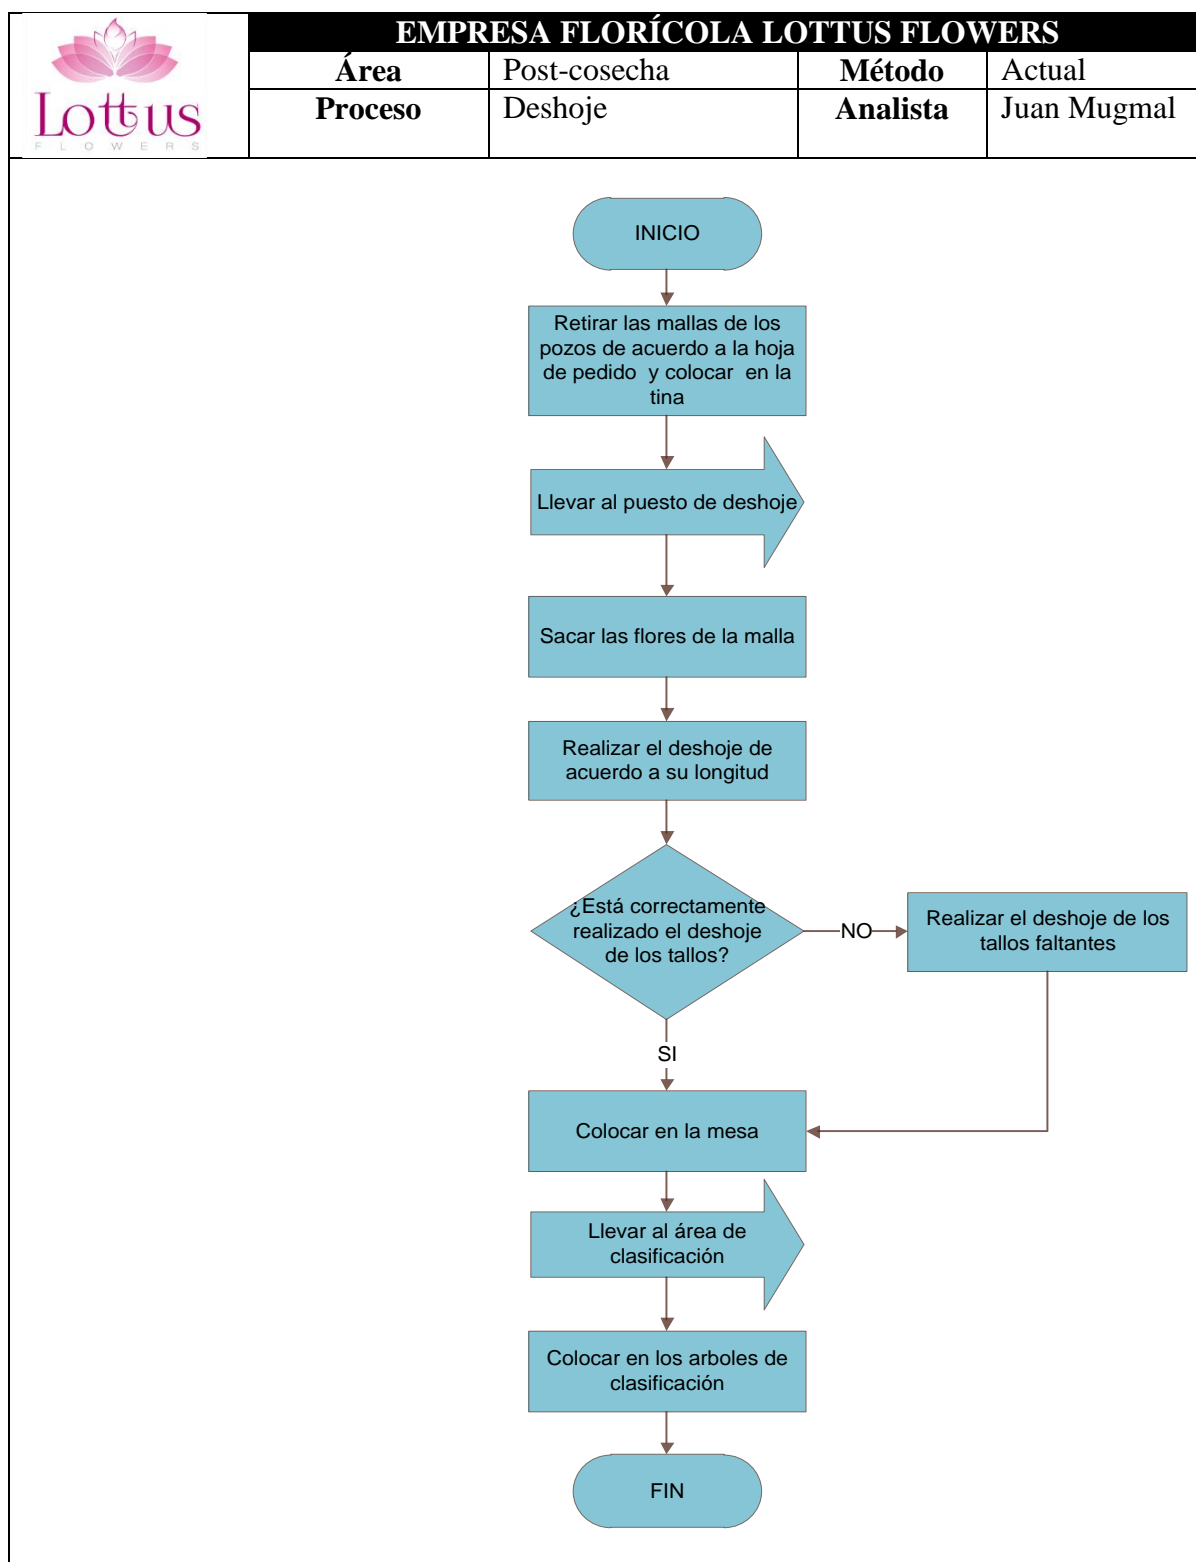 EMPRESA FLORÍCOLA LOTTUS FLOWERS
Lottus
FLOWERS
Área Post-cosecha Método Actual
Proceso Deshoje Analista Juan Mugmal
INICIO
Retirar las mallas de los
pozos de acuerdo a la hoja
de pedido y colocar en la
tina
Llevar al puesto de deshoje
Sacar las flores de la malla
Realizar el deshoje de
acuerdo a su longitud
¿Está correctamente
realizado el deshoje
de los tallos?
NO
Realizar el deshoje de los
tallos faltantes
SI
Colocar en la mesa
Llevar al área de
clasificación
Colocar en los arboles de
clasificación
FIN